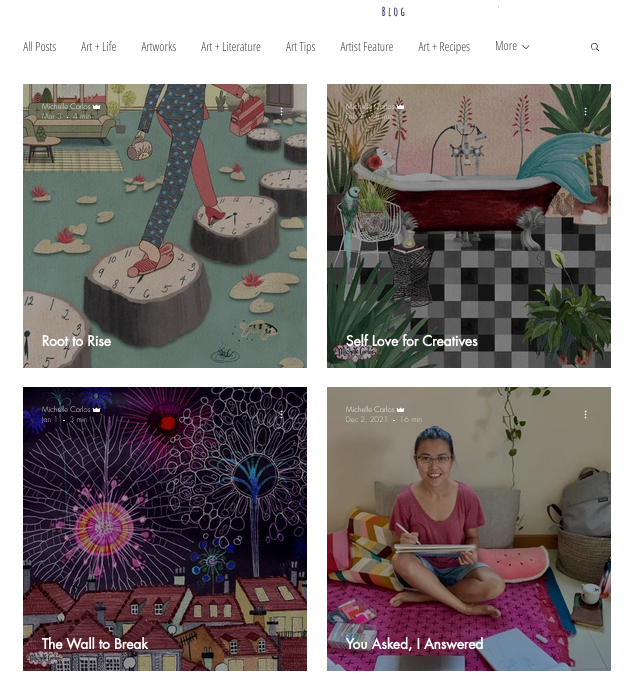 Blog
All Posts
Art + Life
Artworks
Art + Literature
Art Tips
Artist Feature
Art + Recipes
More
Michelle Carlos
Mar 3 · 4 min
Root to Rise
Michelle Carlos
Self Love for Creatives
Michelle Carlos
Jan 1 · 3 min
The Wall to Break
Michelle Carlos
Dec 2, 2021 · 16 min
You Asked, I Answered